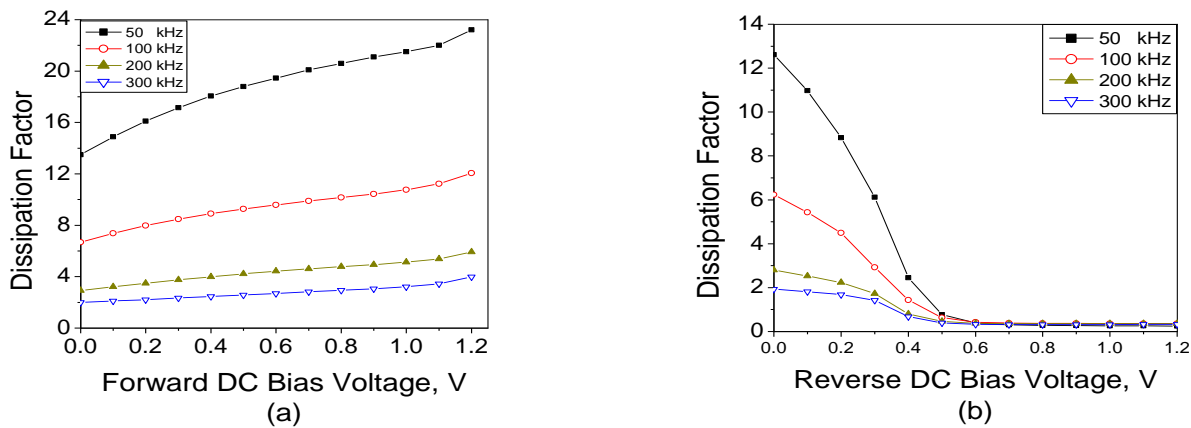 (a)
50 kHz
100 kHz
200 kHz
300 kHz
24
20
16
12
8
4
0
Dissipation Factor
0.0 0.2 0.4 0.6 0.8 1.0 1.2
Forward DC Bias Voltage, V
(a)
50 kHz
100 kHz
200 kHz
300 kHz
14
12
10
8
6
4
2
0
Dissipation Factor
0.0 0.2 0.4 0.6 0.8 1.0 1.2
Reverse DC Bias Voltage, V
(b)